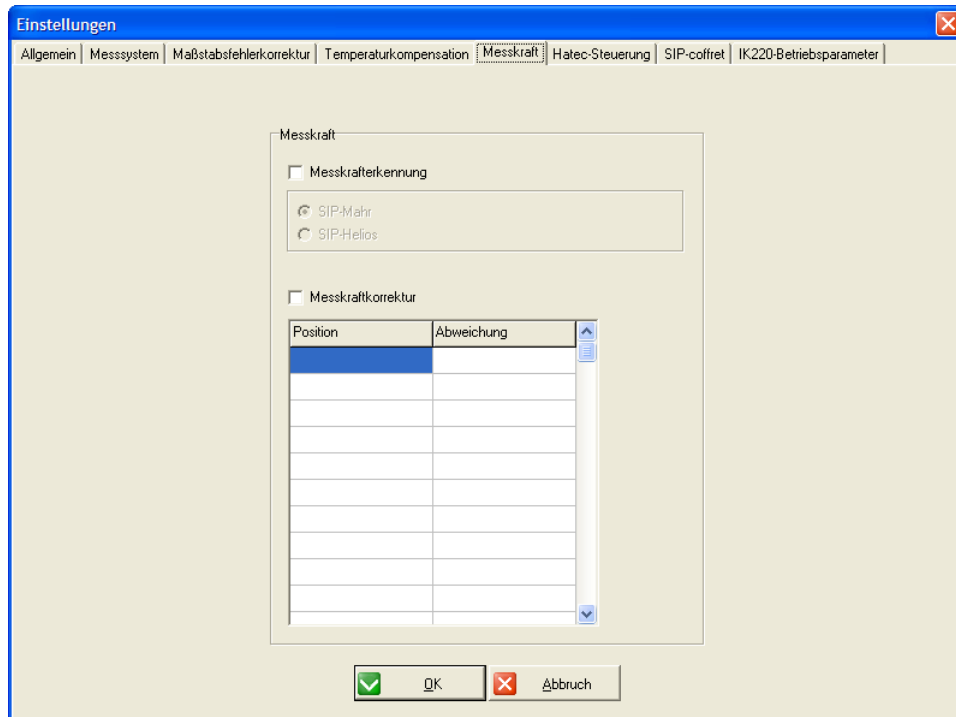 Einstellungen
Allgemein Messsystem Maßstabsfehlerkorrektur Temperaturkompensation Messkraft Hatec-Steuerung SIP-coffret IK220-Betriebsparameter
Messkraft
Messkrafterkennung
SIP-Mahr
SIP-Helios
Messkraftkorrektur
Position Abweichung
OK Abbruch